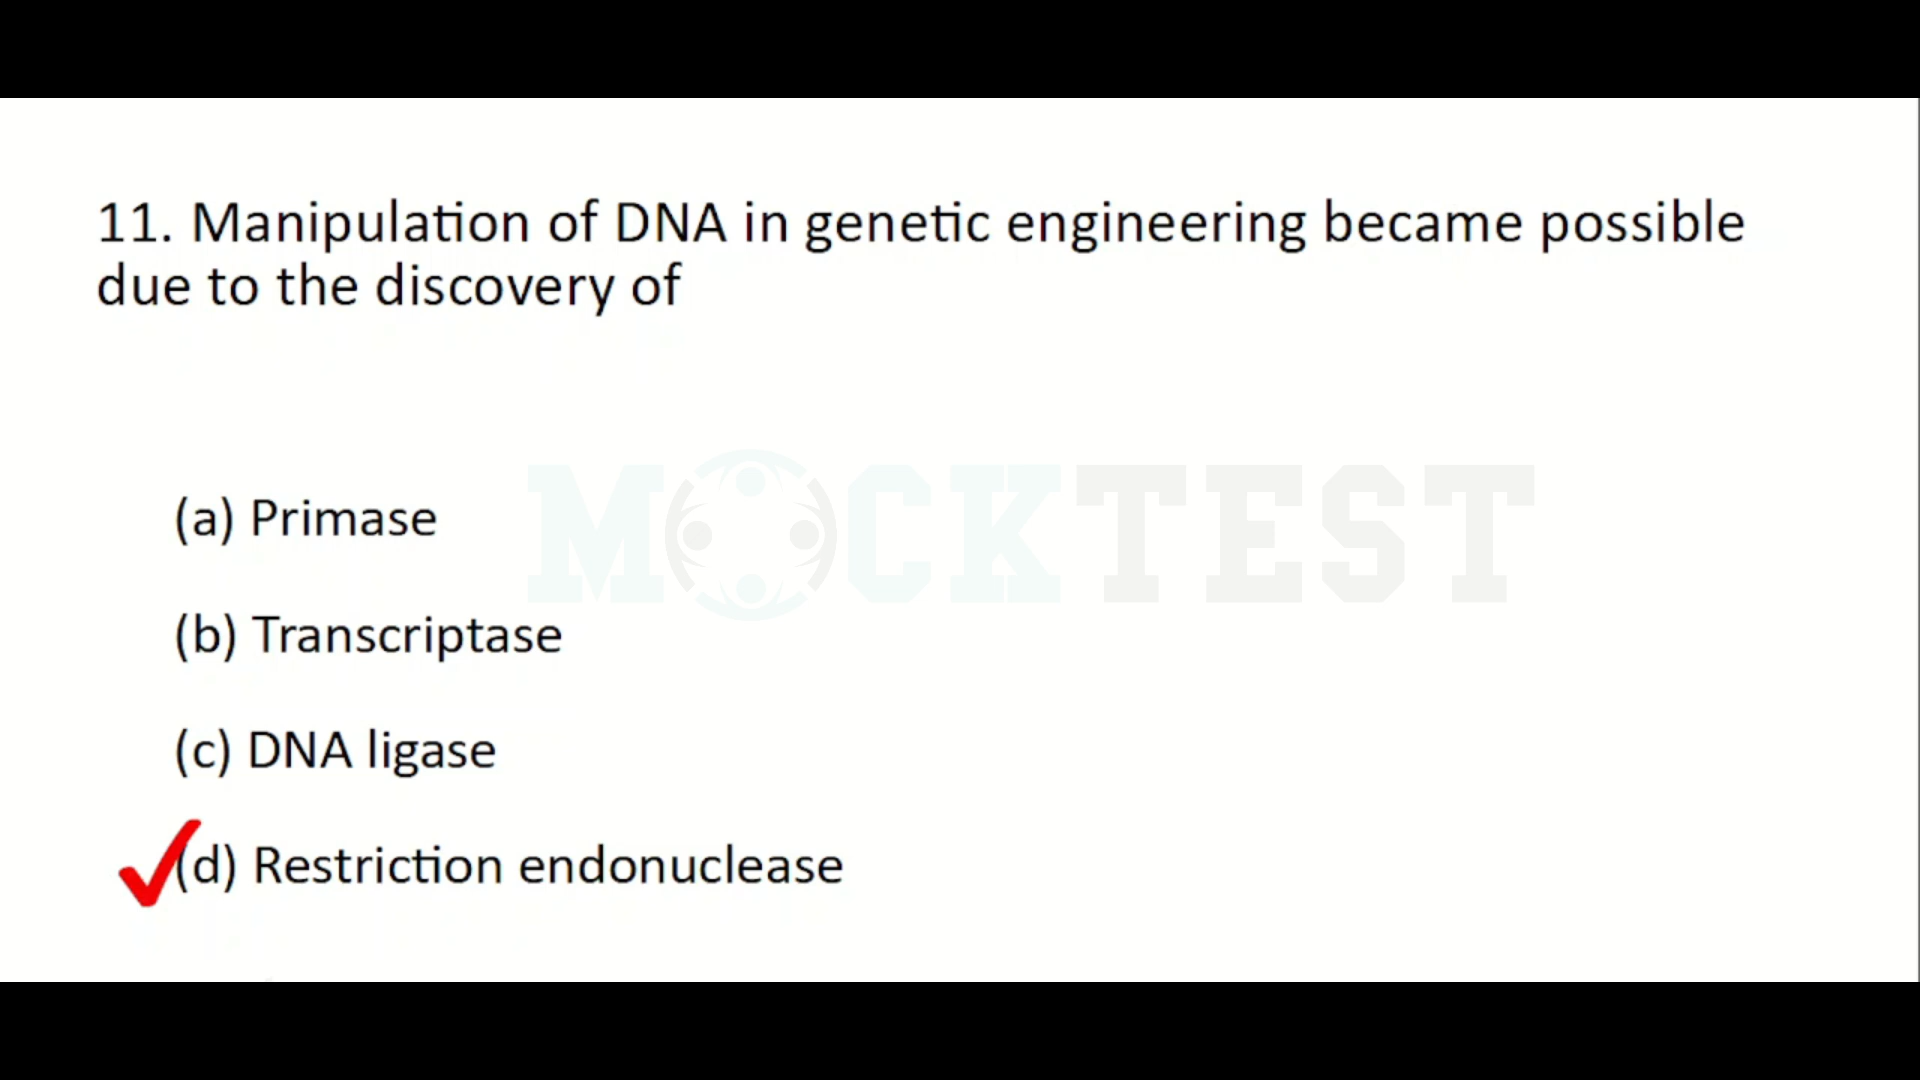 11. Manipulation of DNA in genetic engineering became possible
due to the discovery of
MOCKTEST
(a) Primase
(b) Transcriptase
(c) DNA ligase
(d) Restriction endonuclease